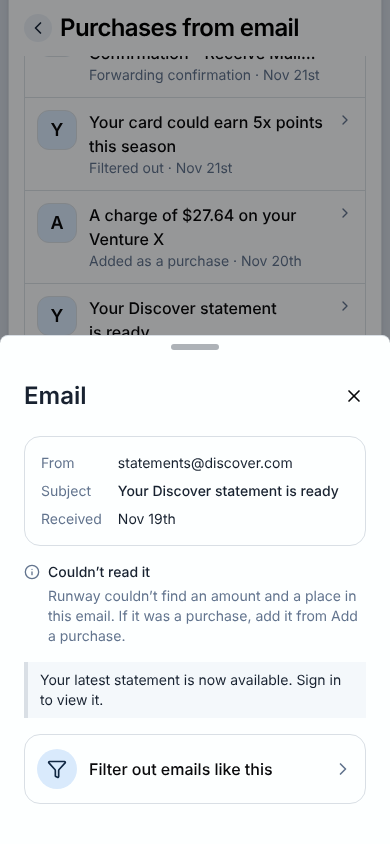 Purchases from email
Confirmation - Receive Mail…
Forwarding confirmation · Nov 21st
Y
Your card could earn 5x points
this season
Filtered out · Nov 21st
A
A charge of $27.64 on your
Venture X
Added as a purchase · Nov 20th
Y
Your Discover statement
is ready
Email
From statements@discover.com
Subject Your Discover statement is ready
Received Nov 19th
Couldn’t read it
Runway couldn’t find an amount and a place in
this email. If it was a purchase, add it from Add
a purchase.
Your latest statement is now available. Sign in
to view it.
Filter out emails like this